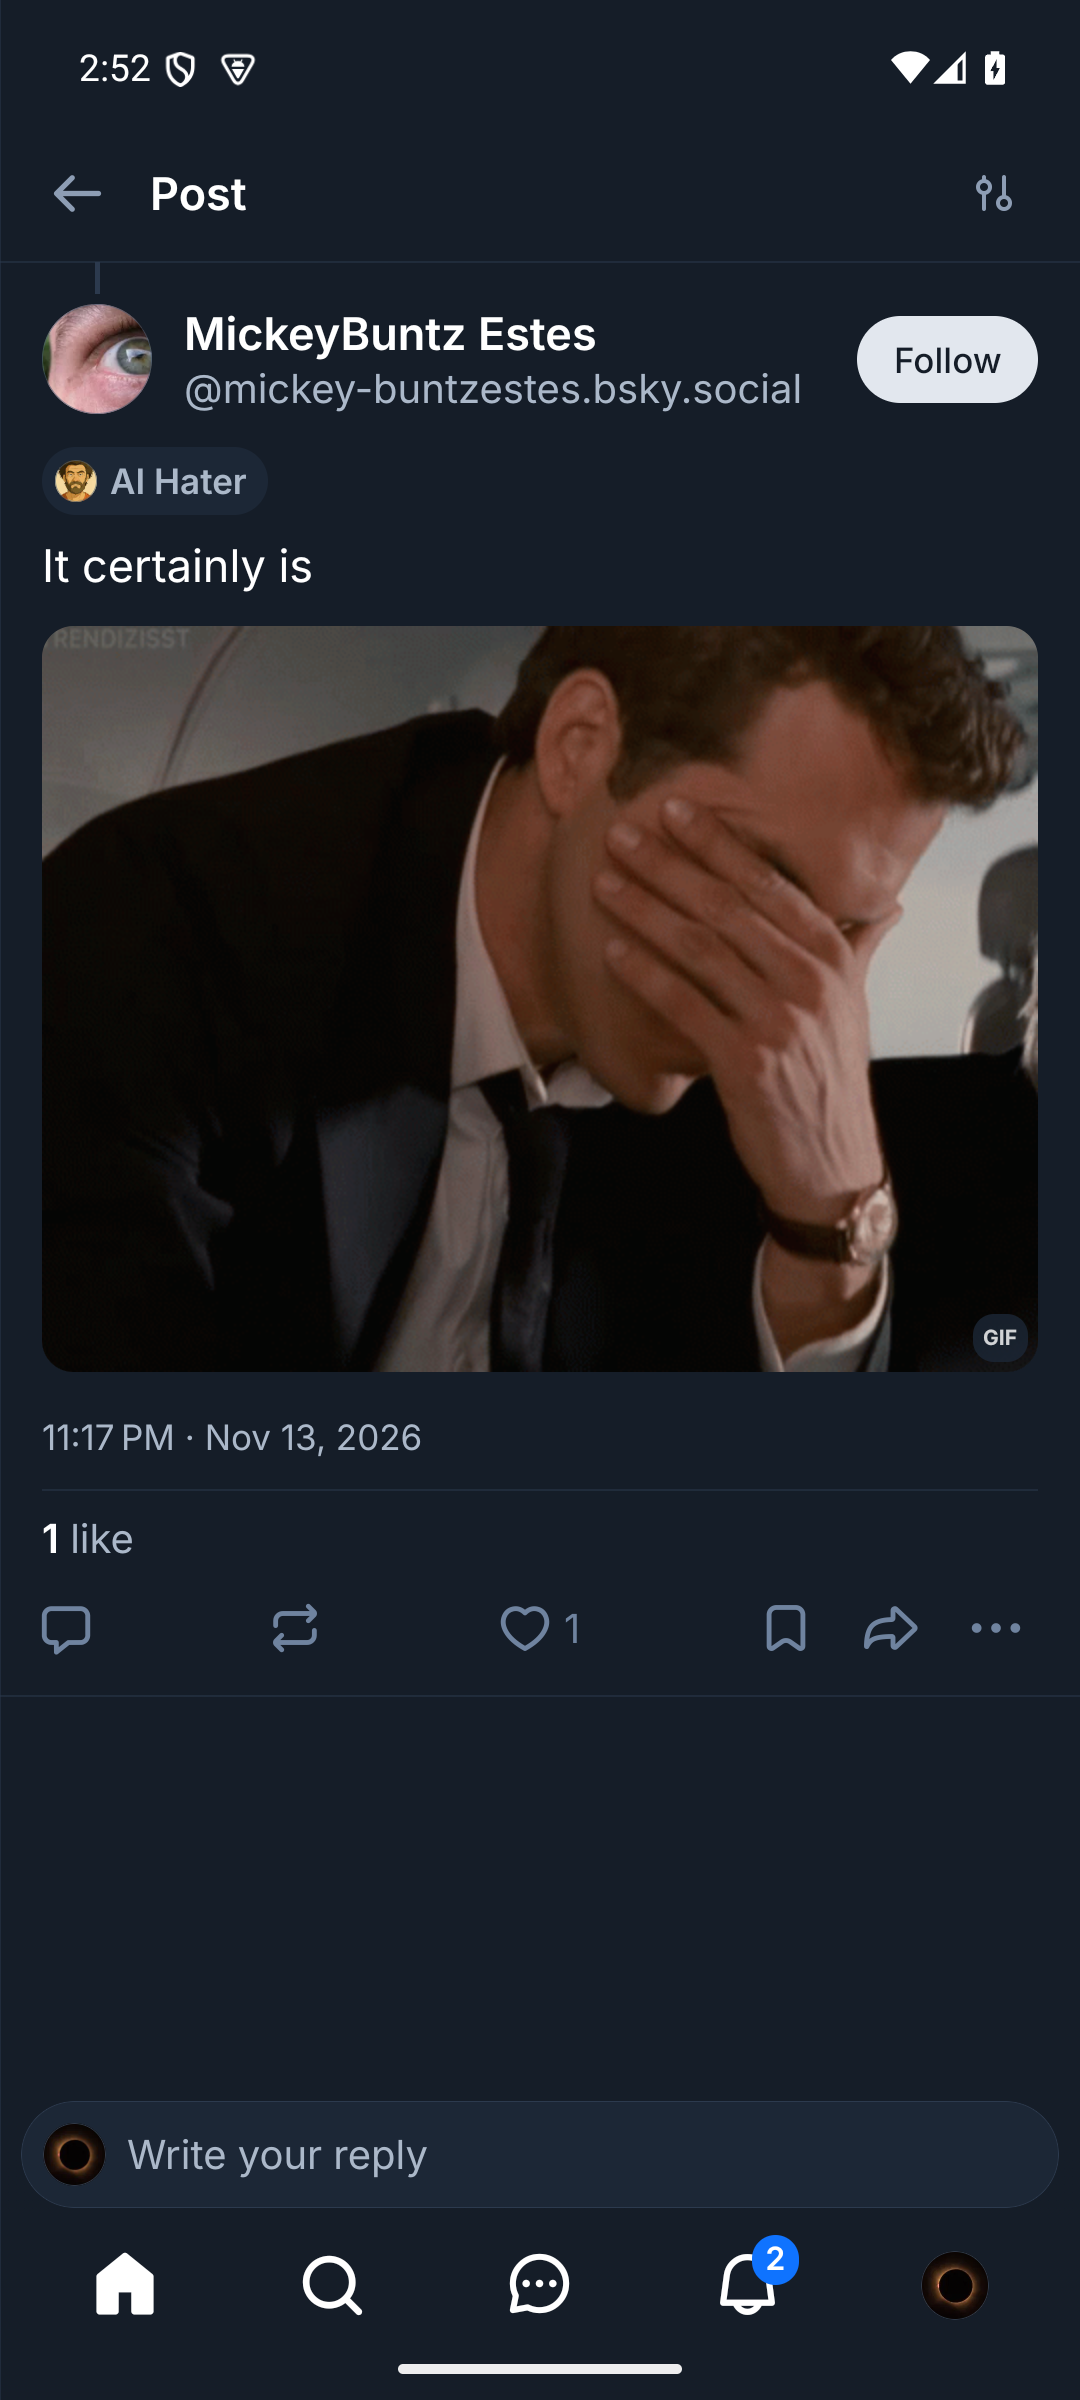 2:52
Post
MickeyBuntz Estes
@mickey-buntzestes.bsky.social
Follow
AI Hater
It certainly is
RENDIZISST
GIF
11:17 PM · Nov 13, 2026
1 like
1
Write your reply
2